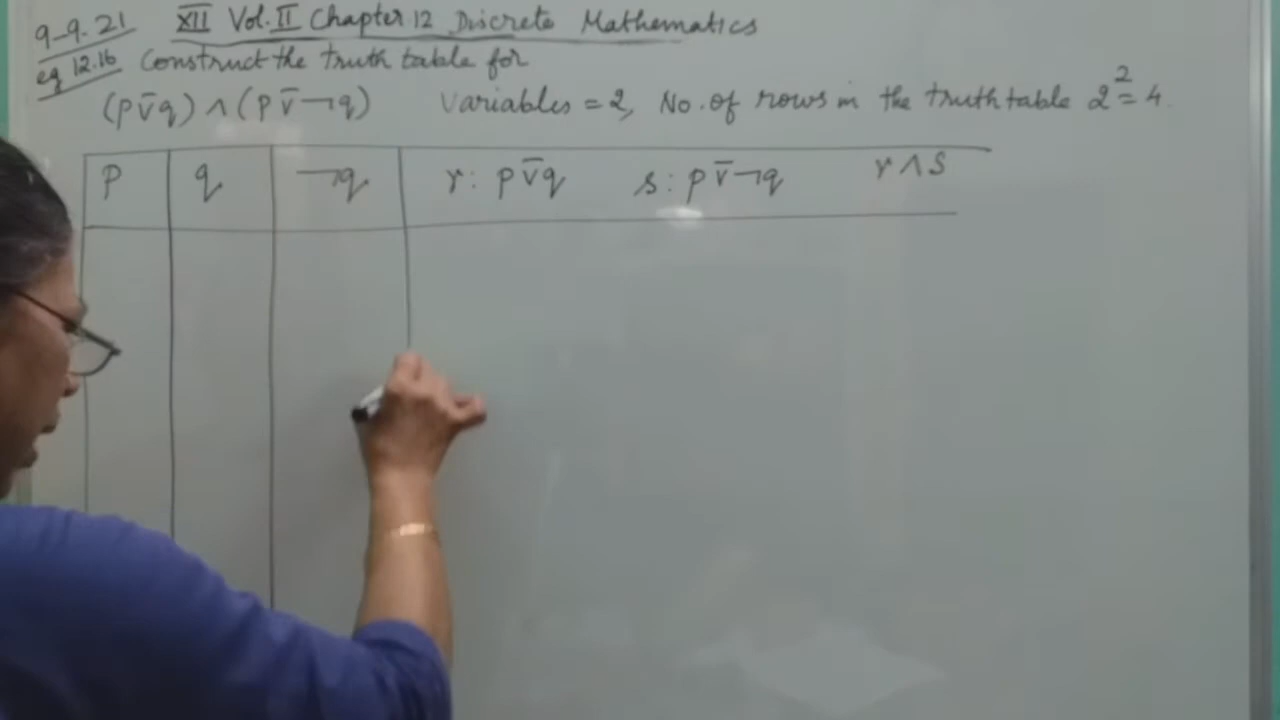 9-9-21 XII Vol. II Chapter 12 Discrete Mathematics
eg 12.16 Construct the truth table for
(p ⊽ q) ∧ (p ⊽ ¬q) Variables = 2, No. of rows in the truth table 2² = 4.
p q ¬q r : p ⊽ q s : p ⊽ ¬q r ∧ s